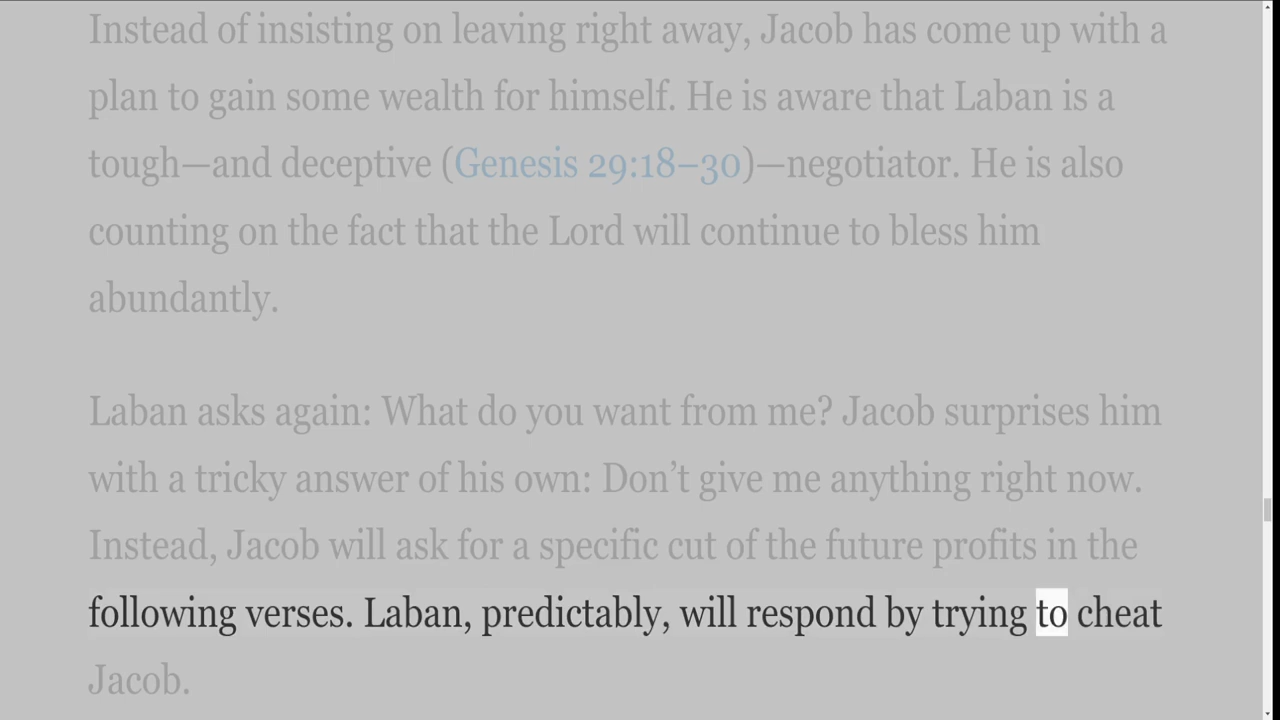 Instead of insisting on leaving right away, Jacob has come up with a
plan to gain some wealth for himself. He is aware that Laban is a
tough—and deceptive (Genesis 29:18–30)—negotiator. He is also
counting on the fact that the Lord will continue to bless him
abundantly.
Laban asks again: What do you want from me? Jacob surprises him
with a tricky answer of his own: Don’t give me anything right now.
Instead, Jacob will ask for a specific cut of the future profits in the
following verses. Laban, predictably, will respond by trying to cheat
Jacob.